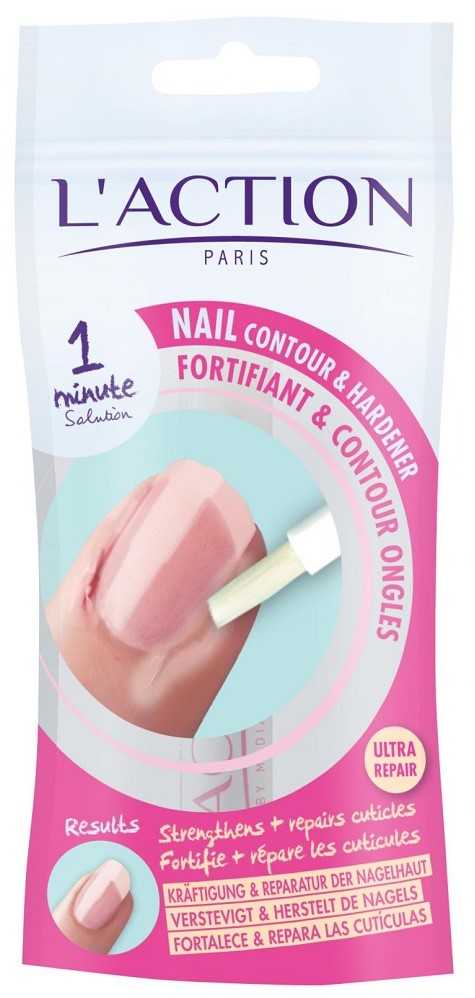 L'ACTION
PARIS
1
minute
Solution
NAIL CONTOUR & HARDENER
FORTIFIANT & CONTOUR ONGLES
ULTRA
REPAIR
Results
Strengthens + repairs cuticles
Fortifie + répare les cuticules
KRÄFTIGUNG & REPARATUR DER NAGELHAUT
VERSTEVIGT & HERSTELT DE NAGELS
FORTALECE & REPARA LAS CUTÍCULAS